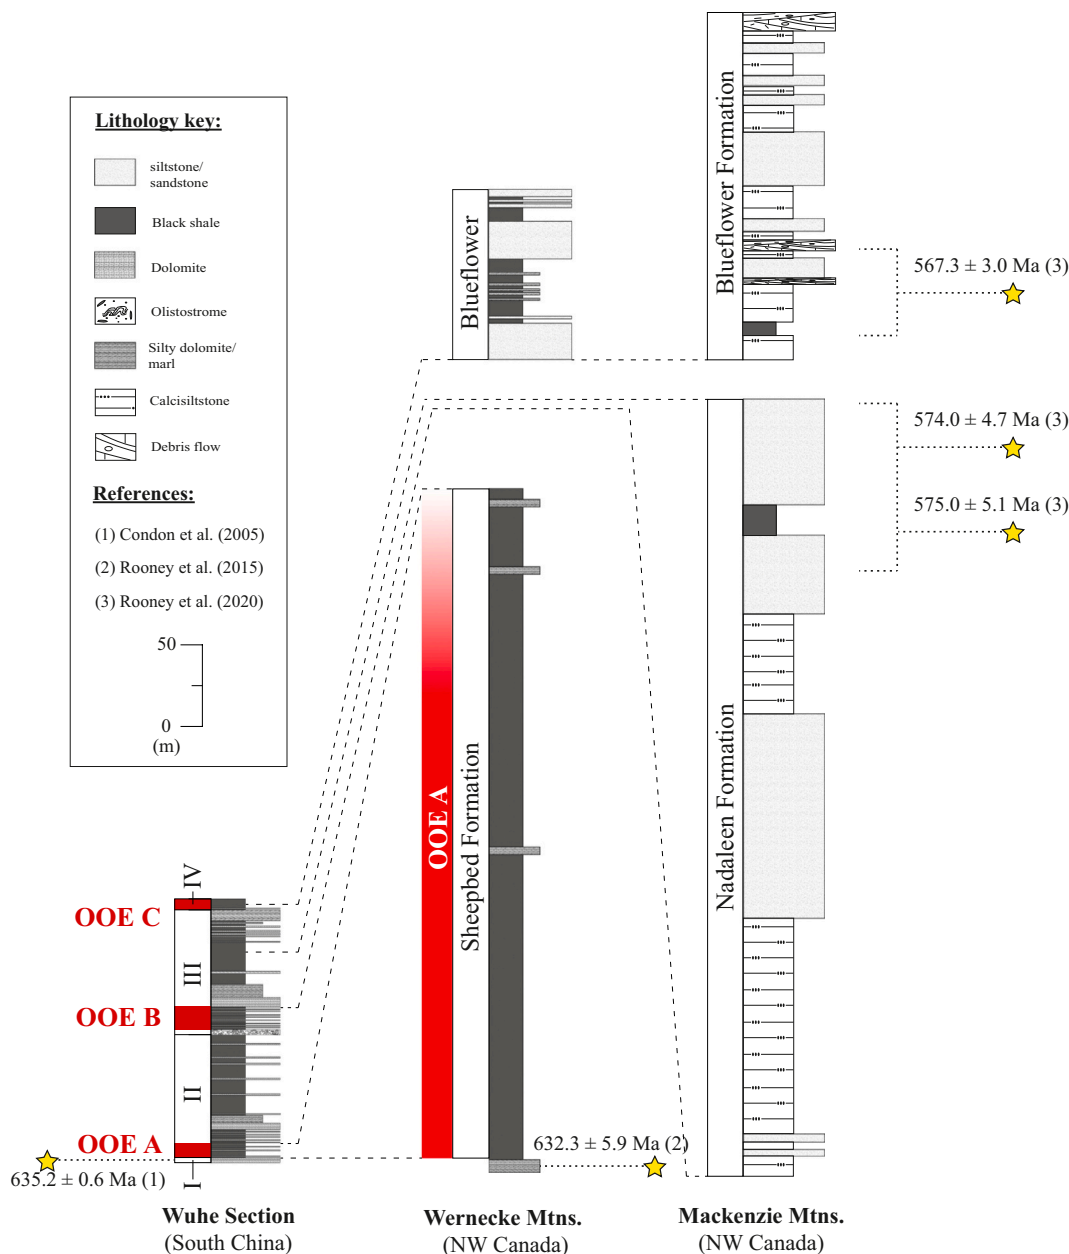 Lithology key:
siltstone/
sandstone
Black shale
Dolomite
Olistostrome
Silty dolomite/
marl
Calcisiltstone
Debris flow
References:
(1) Condon et al. (2005)
(2) Rooney et al. (2015)
(3) Rooney et al. (2020)
50
0
(m)
IV
OOE C
III
OOE B
II
OOE A
I
635.2 ± 0.6 Ma (1)
Wuhe Section
(South China)
Blueflower
OOE A
Sheepbed Formation
632.3 ± 5.9 Ma (2)
Wernecke Mtns.
(NW Canada)
Blueflower Formation
567.3 ± 3.0 Ma (3)
574.0 ± 4.7 Ma (3)
575.0 ± 5.1 Ma (3)
Nadaleen Formation
Mackenzie Mtns.
(NW Canada)